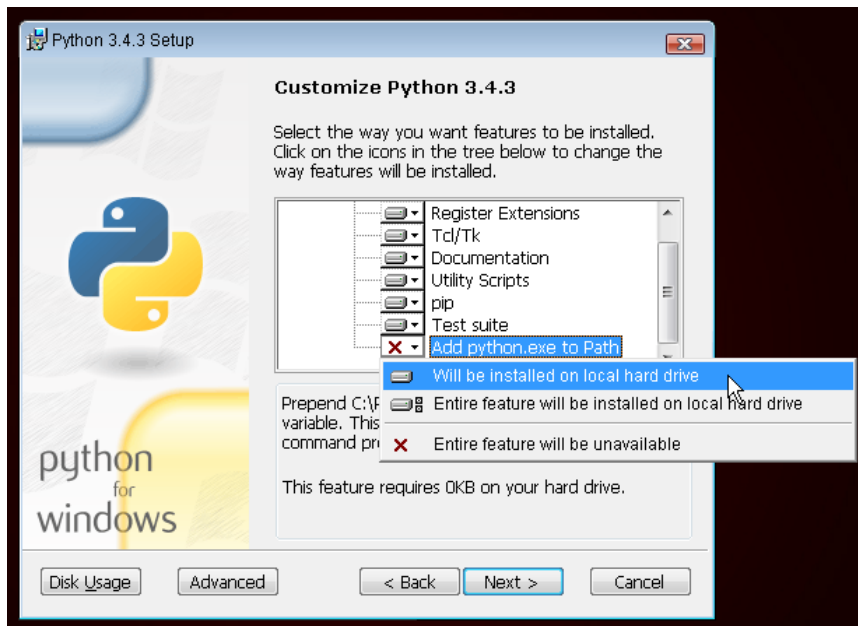 Python 3.4.3 Setup
Customize Python 3.4.3
Select the way you want features to be installed.
Click on the icons in the tree below to change the
way features will be installed.
Register Extensions
Tcl/Tk
Documentation
Utility Scripts
pip
Test suite
Add python.exe to Path
Will be installed on local hard drive
Entire feature will be installed on local hard drive
Entire feature will be unavailable
Prepend C:\
variable. This
command
This feature requires 0KB on your hard drive.
python
for
windows
Disk Usage
Advanced
< Back
Next >
Cancel